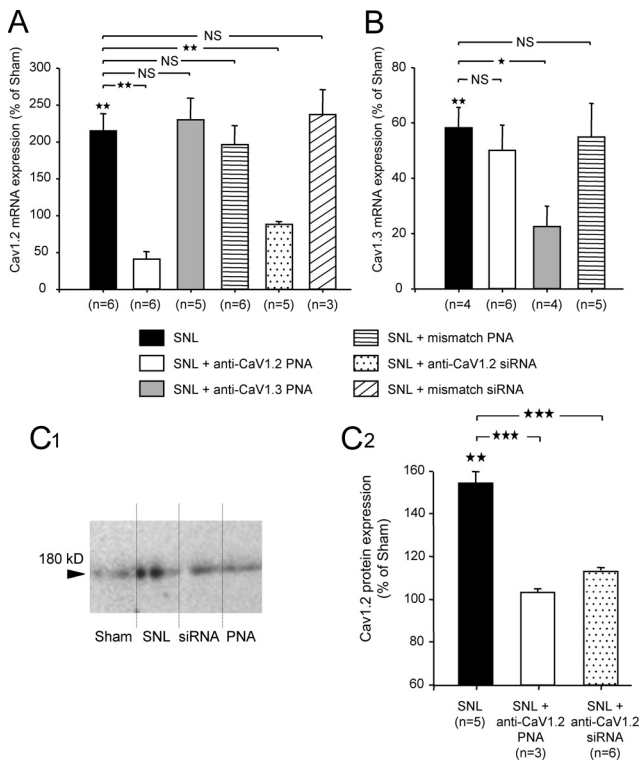 A
Cav1.2 mRNA expression (% of Sham)
300
250
200
150
100
50
0
NS
★★
NS
NS
★★
★★
(n=6)
(n=6)
(n=5)
(n=6)
(n=5)
(n=3)
B
Cav1.3 mRNA expression (% of Sham)
80
60
40
20
0
NS
★
NS
★★
(n=4
(n=6)
(n=4)
(n=5)
SNL
SNL + anti-CaV1.2 PNA
SNL + anti-CaV1.3 PNA
SNL + mismatch PNA
SNL + anti-CaV1.2 siRNA
SNL + mismatch siRNA
C1
180 kD
Sham SNL siRNA PNA
C2
Cav1.2 protein expression
(% of Sham)
160
140
120
100
80
60
★★★
★★★
★★
SNL
(n=5)
SNL +
anti-CaV1.2
PNA
(n=3)
SNL +
anti-CaV1.2
siRNA
(n=6)